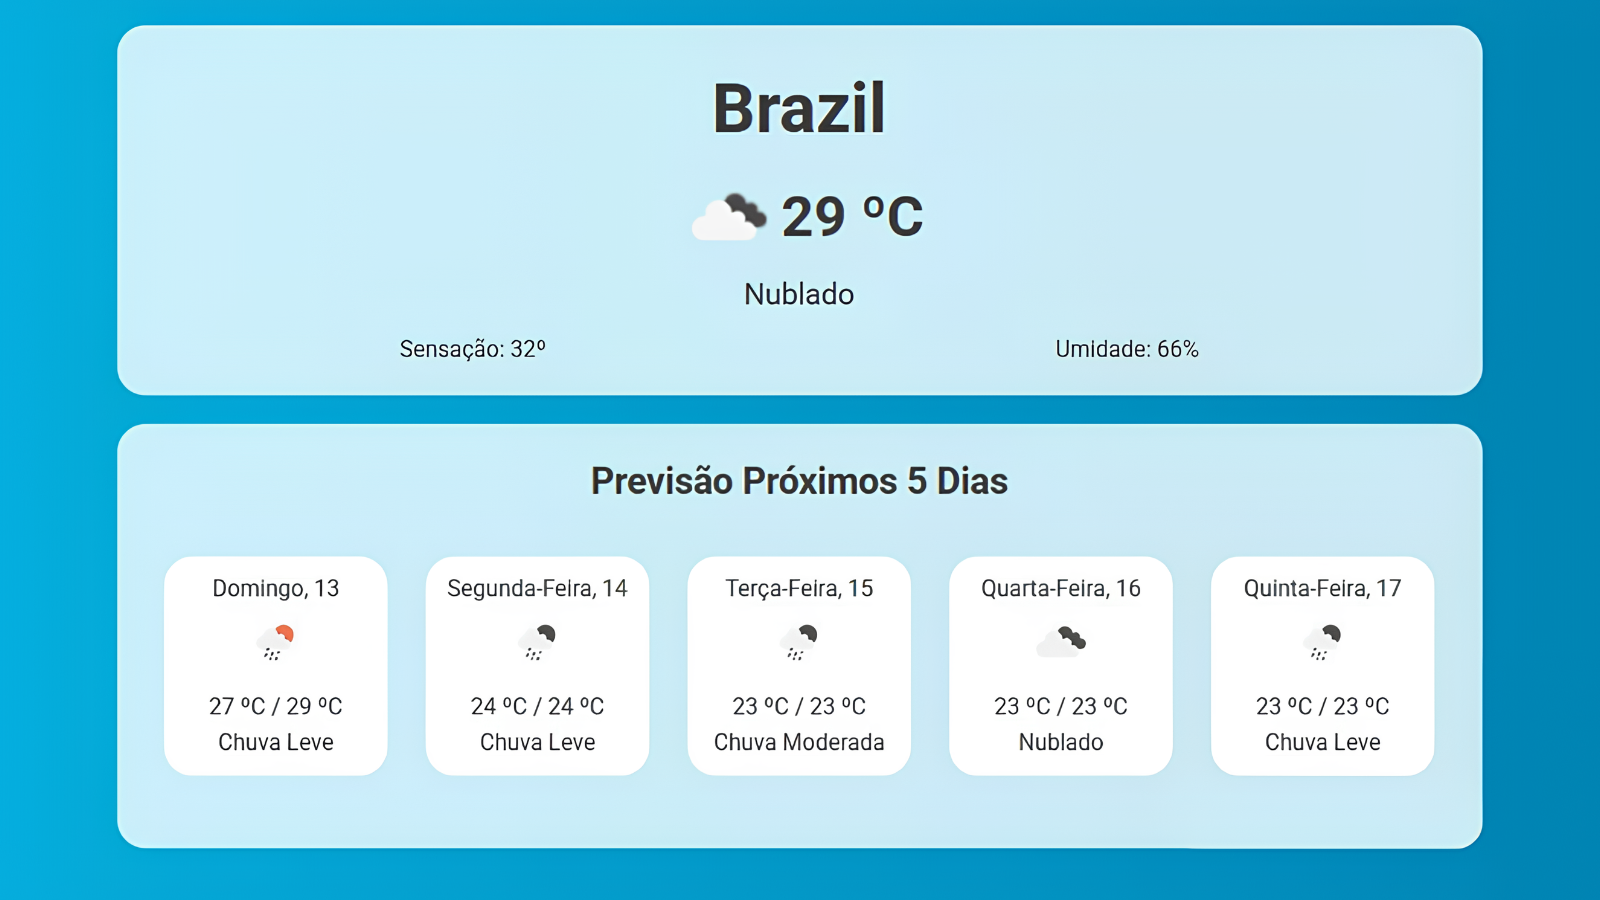 Brazil
29 ºC
Nublado
Sensação: 32º
Umidade: 66%
Previsão Próximos 5 Dias
Domingo, 13
27 ºC / 29 ºC
Chuva Leve
Segunda-Feira, 14
24 ºC / 24 ºC
Chuva Leve
Terça-Feira, 15
23 ºC / 23 ºC
Chuva Moderada
Quarta-Feira, 16
23 ºC / 23 ºC
Nublado
Quinta-Feira, 17
23 ºC / 23 ºC
Chuva Leve